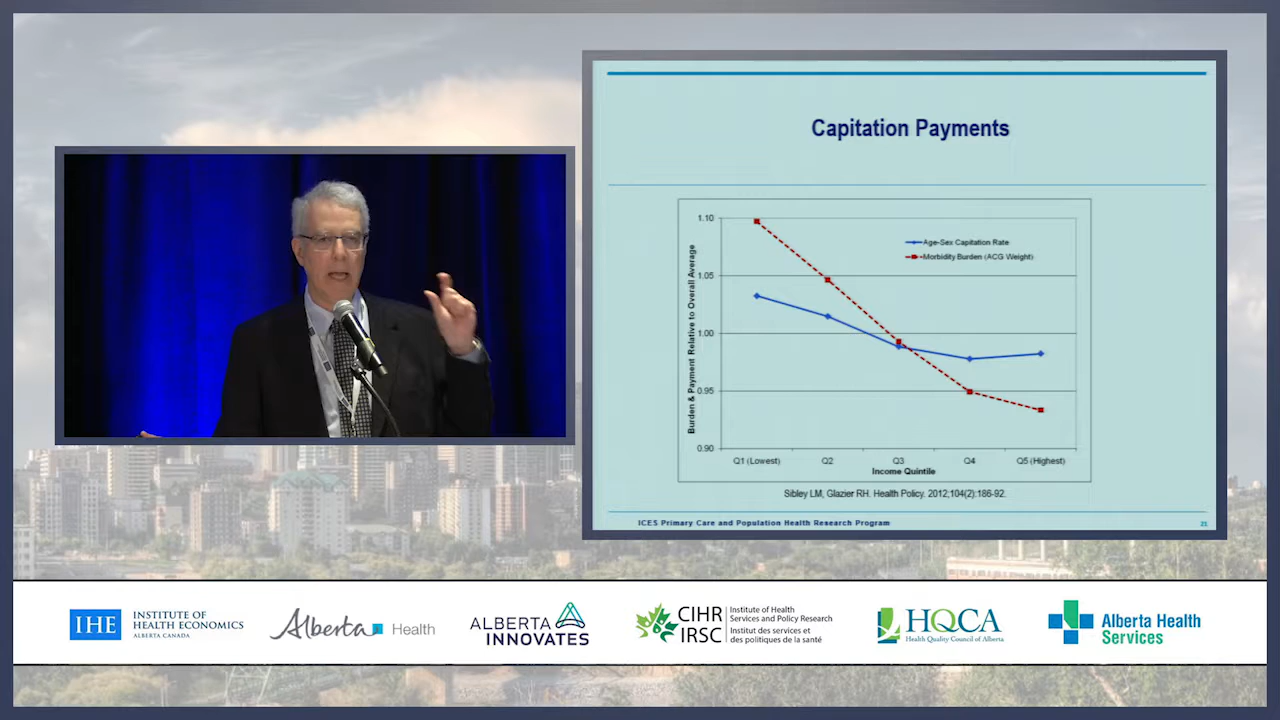 Capitation Payments
1.10
1.05
1.00
0.95
0.90
Burden & Payment Relative to Overall Average
Age-Sex Capitation Rate
Morbidity Burden (ACG Weight)
Q1 (Lowest)
Q2
Q3
Q4
Q5 (Highest)
Income Quintile
Sibley LM, Glazier RH. Health Policy. 2012;104(2):186-92.
ICES Primary Care and Population Health Research Program
21
IHE
INSTITUTE OF
HEALTH ECONOMICS
ALBERTA CANADA
Alberta Health
ALBERTA
INNOVATES
CIHR
IRSC
Institute of Health
Services and Policy Research
Institut des services et
des politiques de la santé
HQCA
Health Quality Council of Alberta
Alberta Health
Services